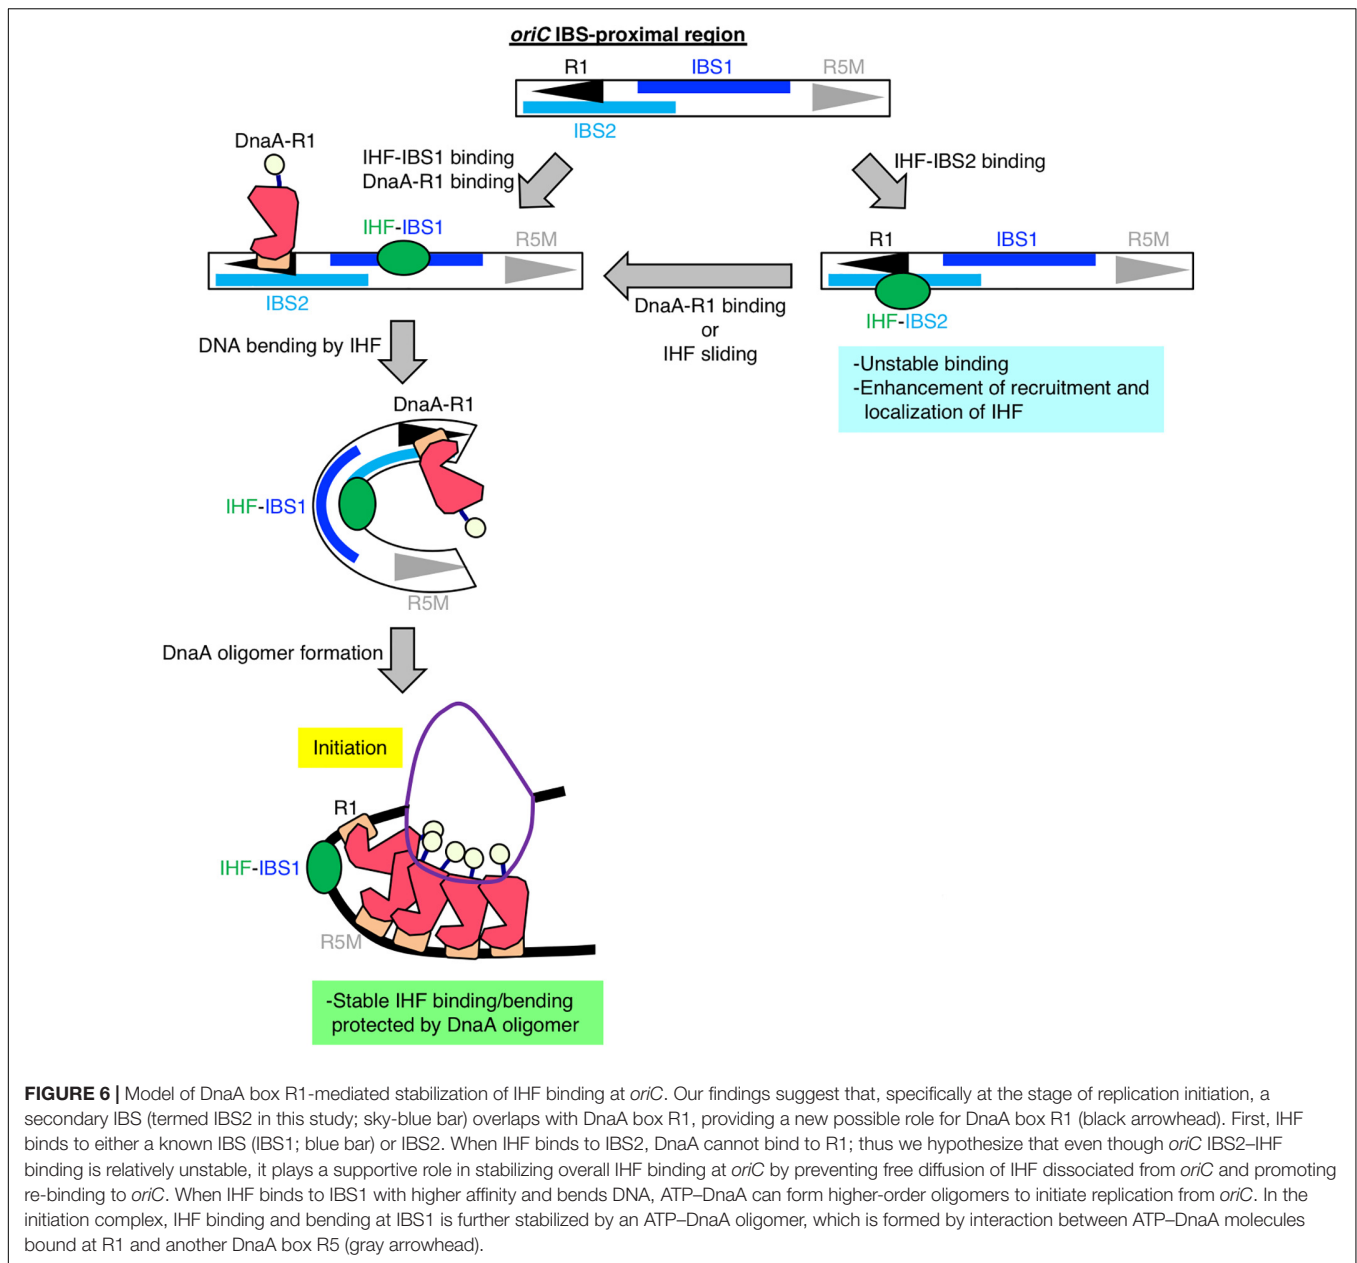 oriC IBS-proximal region
R1 IBS1 R5M
IBS2
DnaA-R1
IHF-IBS1 binding
DnaA-R1 binding
IHF-IBS2 binding
IHF-IBS1
R5M
IBS2
R1 IBS1 R5M
IHF-IBS2
DnaA-R1 binding
or
IHF sliding
DNA bending by IHF
-Unstable binding
-Enhancement of recruitment and
localization of IHF
DnaA-R1
IHF-IBS1
R5M
DnaA oligomer formation
Initiation
R1
IHF-IBS1
R5M
-Stable IHF binding/bending
protected by DnaA oligomer
FIGURE 6 | Model of DnaA box R1-mediated stabilization of IHF binding at oriC. Our findings suggest that, specifically at the stage of replication initiation, a
secondary IBS (termed IBS2 in this study; sky-blue bar) overlaps with DnaA box R1, providing a new possible role for DnaA box R1 (black arrowhead). First, IHF
binds to either a known IBS (IBS1; blue bar) or IBS2. When IHF binds to IBS2, DnaA cannot bind to R1; thus we hypothesize that even though oriC IBS2–IHF
binding is relatively unstable, it plays a supportive role in stabilizing overall IHF binding at oriC by preventing free diffusion of IHF dissociated from oriC and promoting
re-binding to oriC. When IHF binds to IBS1 with higher affinity and bends DNA, ATP–DnaA can form higher-order oligomers to initiate replication from oriC. In the
initiation complex, IHF binding and bending at IBS1 is further stabilized by an ATP–DnaA oligomer, which is formed by interaction between ATP–DnaA molecules
bound at R1 and another DnaA box R5 (gray arrowhead).